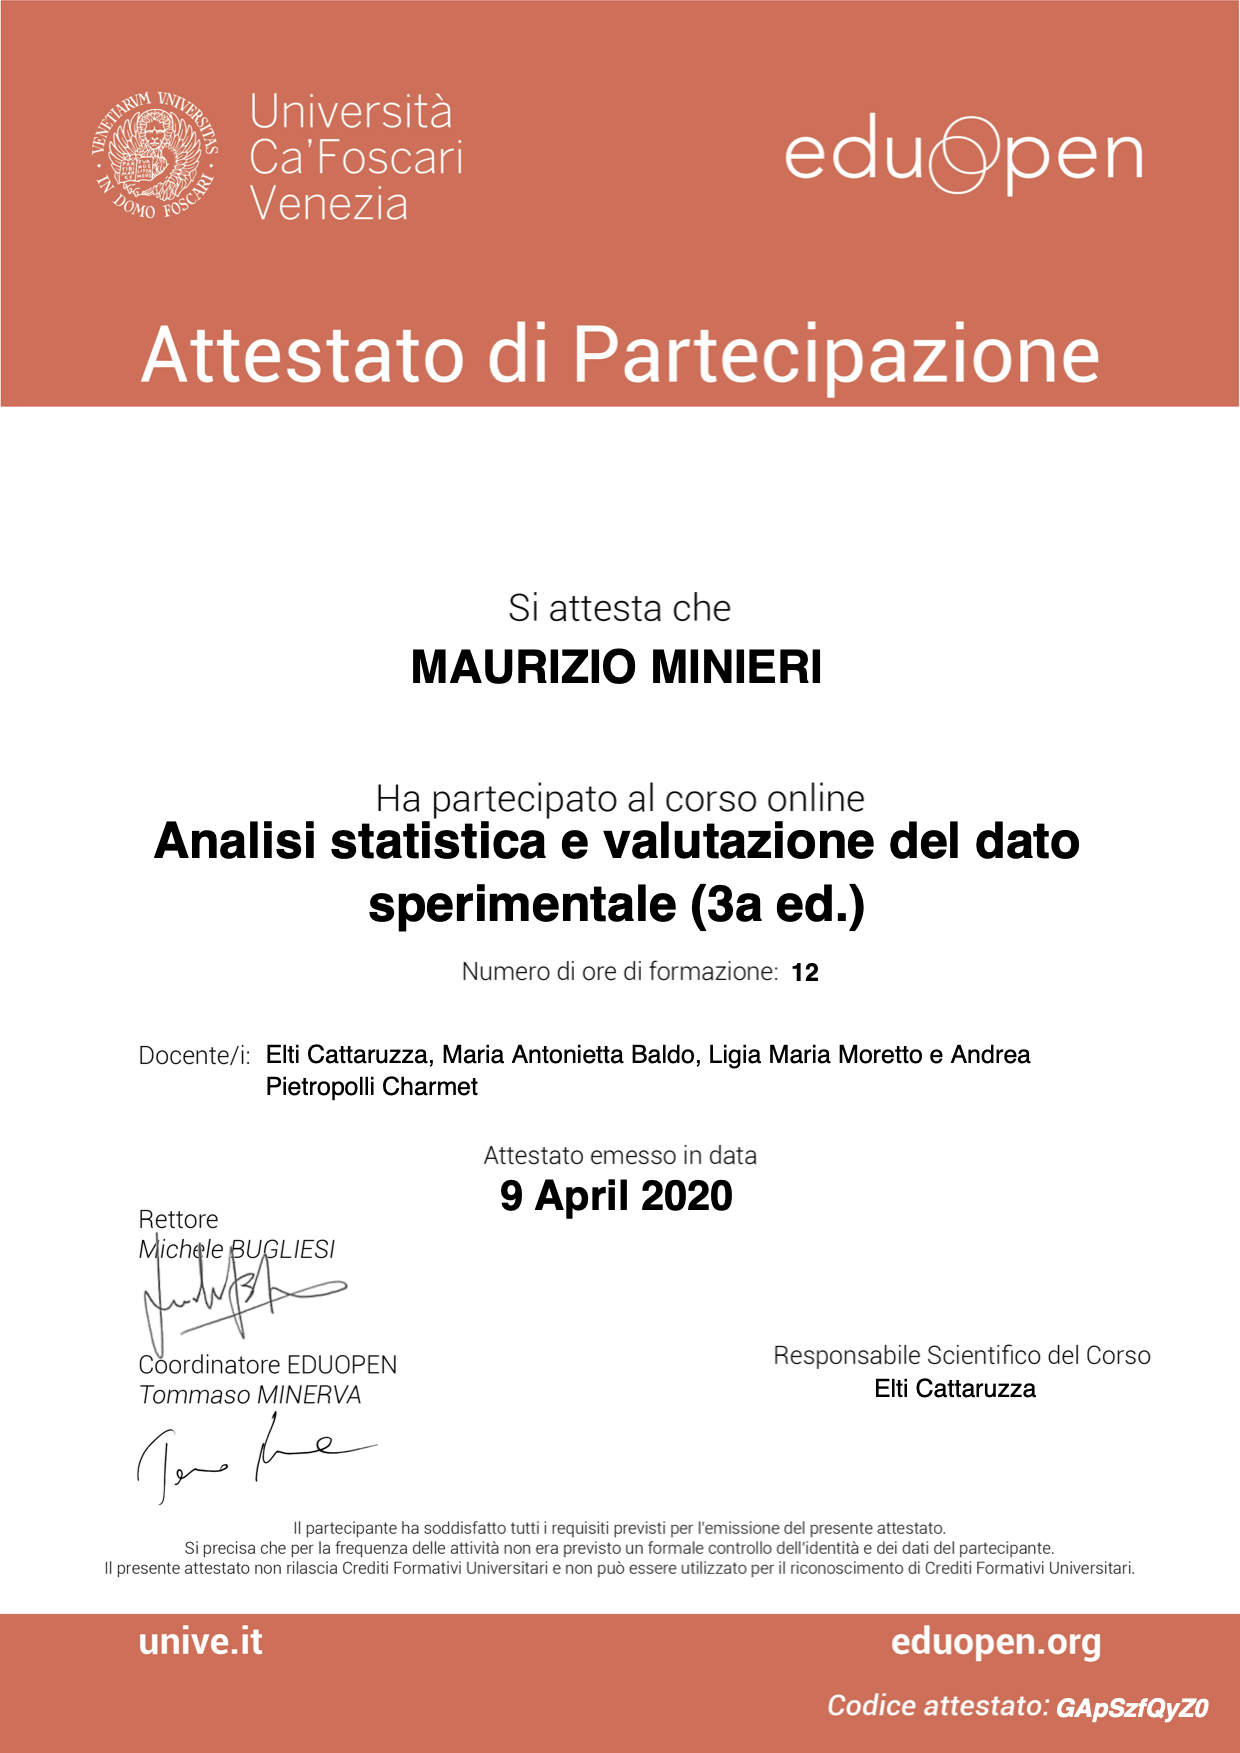 VENETIARVM VNIVERSITAS
IN DOMO FOSCARI
Università
Ca'Foscari
Venezia
eduOpen
Attestato di Partecipazione
Si attesta che
MAURIZIO MINIERI
Ha partecipato al corso online
Analisi statistica e valutazione del dato
sperimentale (3a ed.)
Numero di ore di formazione: 12
Docente/i: Elti Cattaruzza, Maria Antonietta Baldo, Ligia Maria Moretto e Andrea
Pietropolli Charmet
Attestato emesso in data
9 April 2020
Rettore
Michele BUGLIESI
Coordinatore EDUOPEN
Tommaso MINERVA
Responsabile Scientifico del Corso
Elti Cattaruzza
Il partecipante ha soddisfatto tutti i requisiti previsti per l'emissione del presente attestato.
Si precisa che per la frequenza delle attività non era previsto un formale controllo dell'identità e dei dati del partecipante.
Il presente attestato non rilascia Crediti Formativi Universitari e non può essere utilizzato per il riconoscimento di Crediti Formativi Universitari.
unive.it
eduopen.org
Codice attestato: GApSzfQyZ0